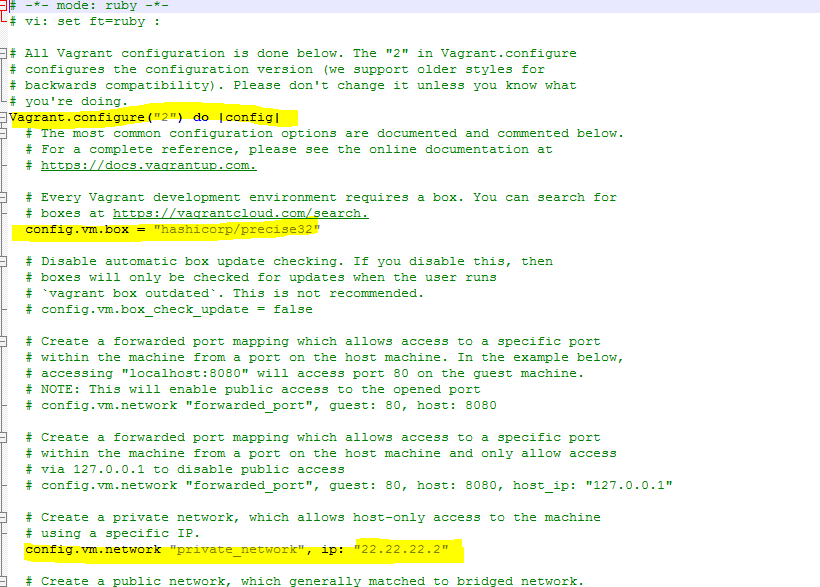 # -*- mode: ruby -*-
# vi: set ft=ruby :
# All Vagrant configuration is done below. The "2" in Vagrant.configure
# configures the configuration version (we support older styles for
# backwards compatibility). Please don't change it unless you know what
# you're doing.
Vagrant.configure("2") do |config|
# The most common configuration options are documented and commented below.
# For a complete reference, please see the online documentation at
# https://docs.vagrantup.com.
# Every Vagrant development environment requires a box. You can search for
# boxes at https://vagrantcloud.com/search.
config.vm.box = "hashicorp/precise32"
# Disable automatic box update checking. If you disable this, then
# boxes will only be checked for updates when the user runs
# `vagrant box outdated`. This is not recommended.
# config.vm.box_check_update = false
# Create a forwarded port mapping which allows access to a specific port
# within the machine from a port on the host machine. In the example below,
# accessing "localhost:8080" will access port 80 on the guest machine.
# NOTE: This will enable public access to the opened port
# config.vm.network "forwarded_port", guest: 80, host: 8080
# Create a forwarded port mapping which allows access to a specific port
# within the machine from a port on the host machine and only allow access
# via 127.0.0.1 to disable public access
# config.vm.network "forwarded_port", guest: 80, host: 8080, host_ip: "127.0.0.1"
# Create a private network, which allows host-only access to the machine
# using a specific IP.
config.vm.network "private_network", ip: "22.22.22.2"
# Create a public network, which generally matched to bridged network.